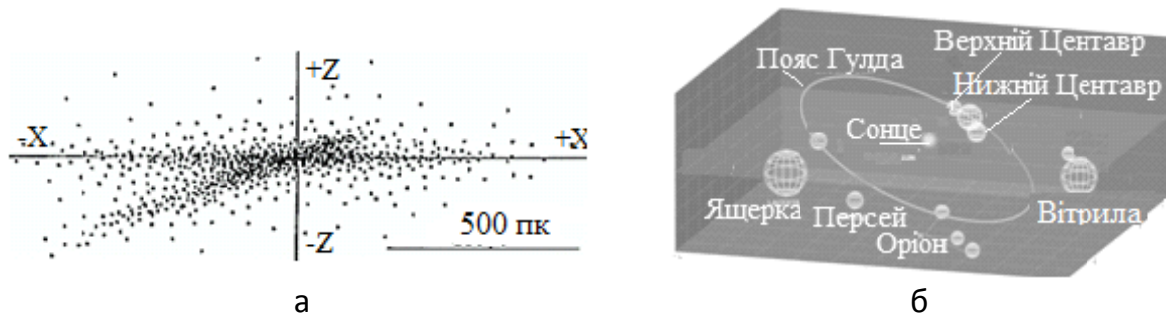 +Z
-X
+X
500 пк
-Z
а
Верхній Центавр
Пояс Гулда
Нижній Центавр
Сонце
Ящерка
Персей
Вітрила
Оріон
б